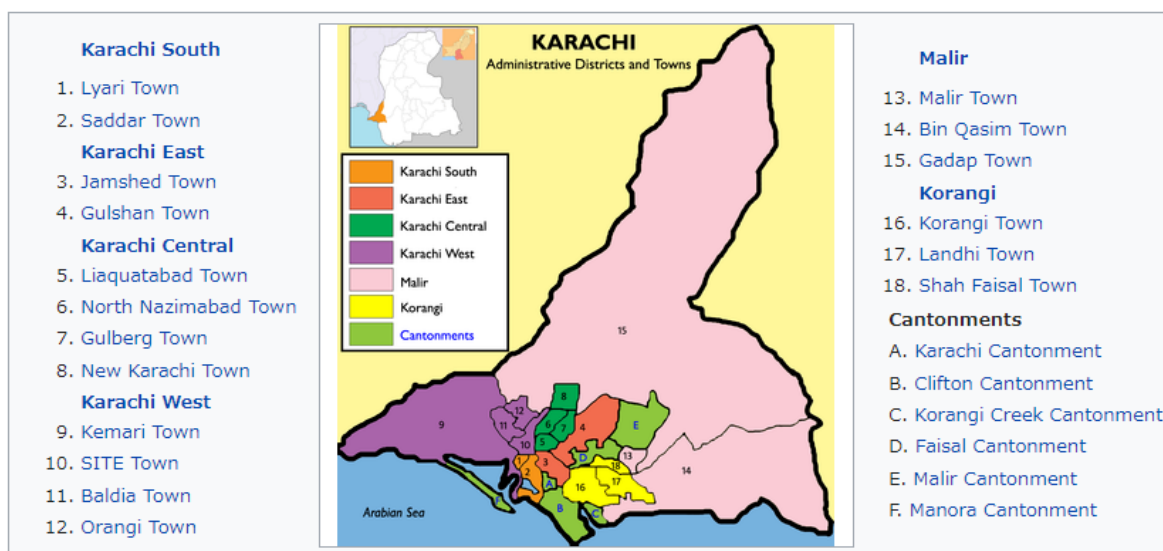 Karachi South
1. Lyari Town
2. Saddar Town
Karachi East
3. Jamshed Town
4. Gulshan Town
Karachi Central
5. Liaquatabad Town
6. North Nazimabad Town
7. Gulberg Town
8. New Karachi Town
Karachi West
9. Kemari Town
10. SITE Town
11. Baldia Town
12. Orangi Town
KARACHI
Administrative Districts and Towns
Karachi South
Karachi East
Karachi Central
Karachi West
Malir
Korangi
Cantonments
15
8
12
9
11
6
7
4
E
10
5
1
3
D
13
2
18
14
A
16
17
F
B
C
Arabian Sea
Malir
13. Malir Town
14. Bin Qasim Town
15. Gadap Town
Korangi
16. Korangi Town
17. Landhi Town
18. Shah Faisal Town
Cantonments
A. Karachi Cantonment
B. Clifton Cantonment
C. Korangi Creek Cantonment
D. Faisal Cantonment
E. Malir Cantonment
F. Manora Cantonment